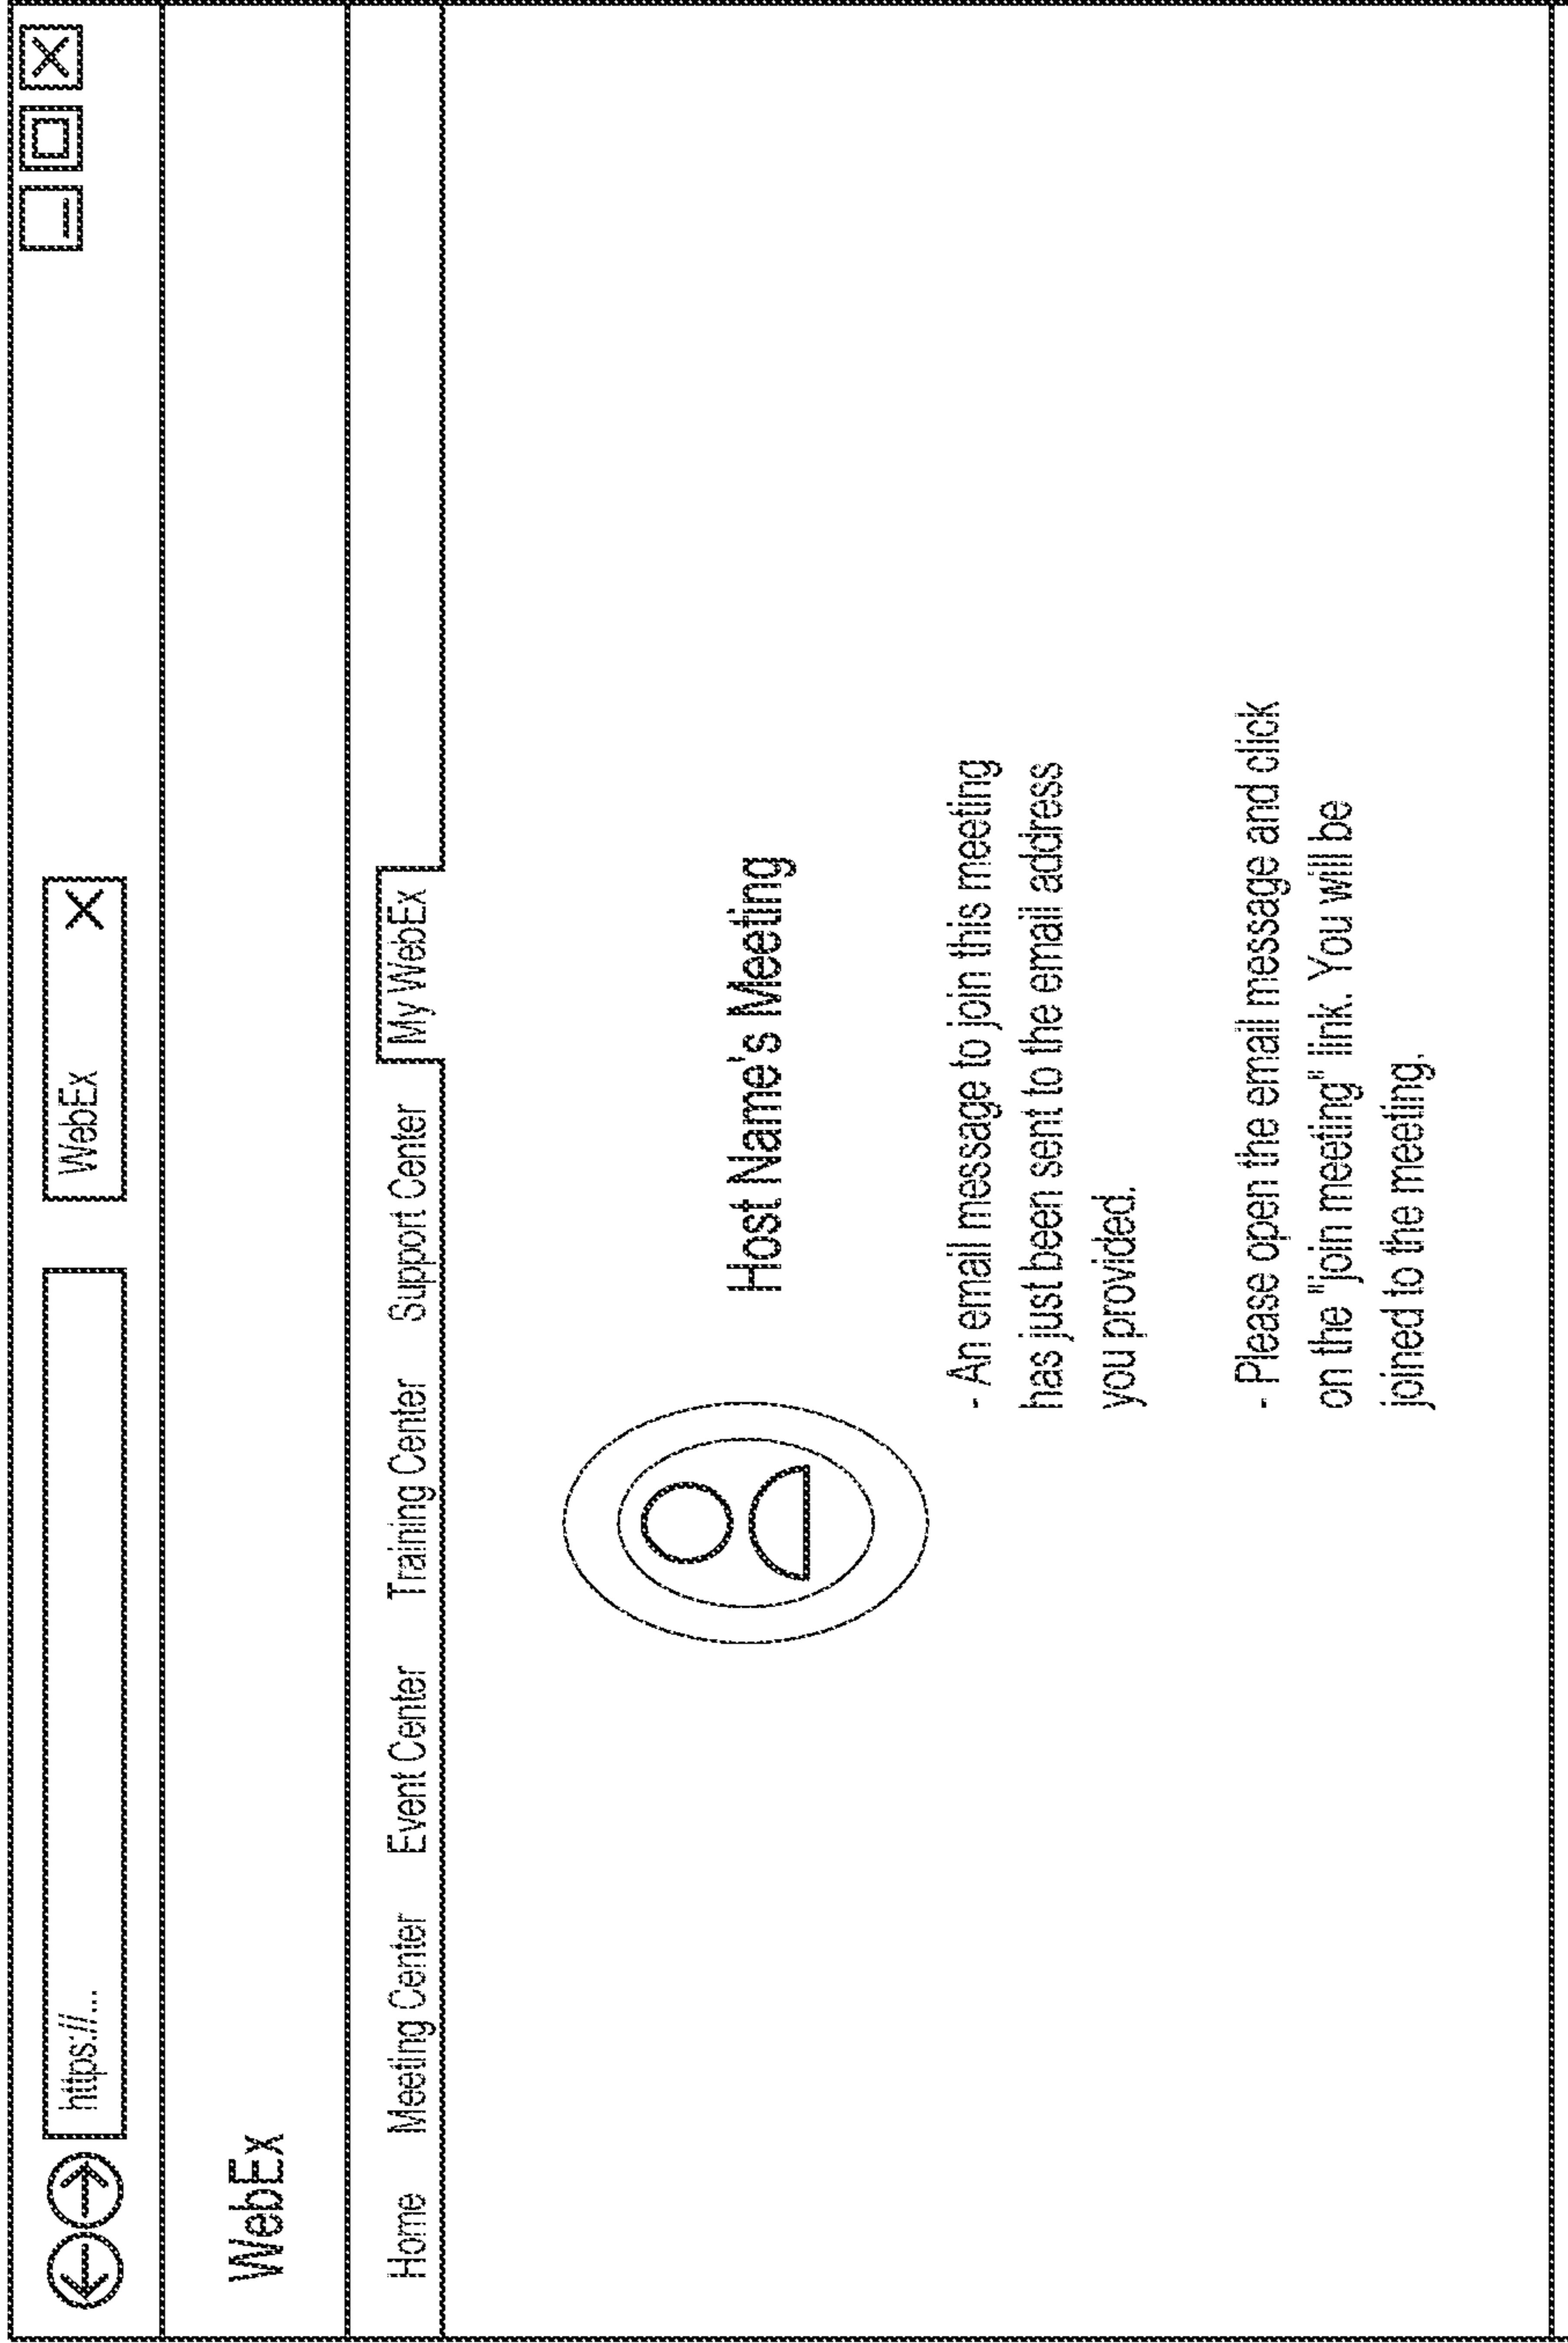 https://...
WebEx
WebEx
Home Meeting Center Event Center Training Center Support Center My WebEx
Host Name's Meeting
- An email message to join this meeting
has just been sent to the email address
you provided.
- Please open the email message and click
on the "join meeting" link. You will be
joined to the meeting.